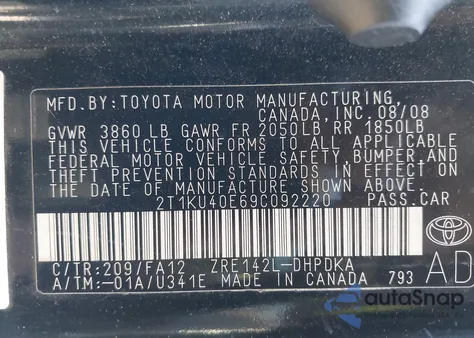 MFD.BY:TOYOTA MOTOR MANUFACTURING,
CANADA, INC. 08/08
GVWR 3860 LB GAWR FR 2050LB RR 1850LB
THIS VEHICLE CONFORMS TO ALL APPLICABLE
FEDERAL MOTOR VEHICLE SAFETY, BUMPER, AND
THEFT PREVENTION STANDARDS IN EFFECT ON
THE DATE OF MANUFACTURE SHOWN ABOVE.
2T1KU40E69C092220 PASS.CAR
C/TR:209/FA12 ZRE142L-DHPDKA
A/TM:-01A/U341E MADE IN CANADA 793
AD
TOYOTA
autoSnap